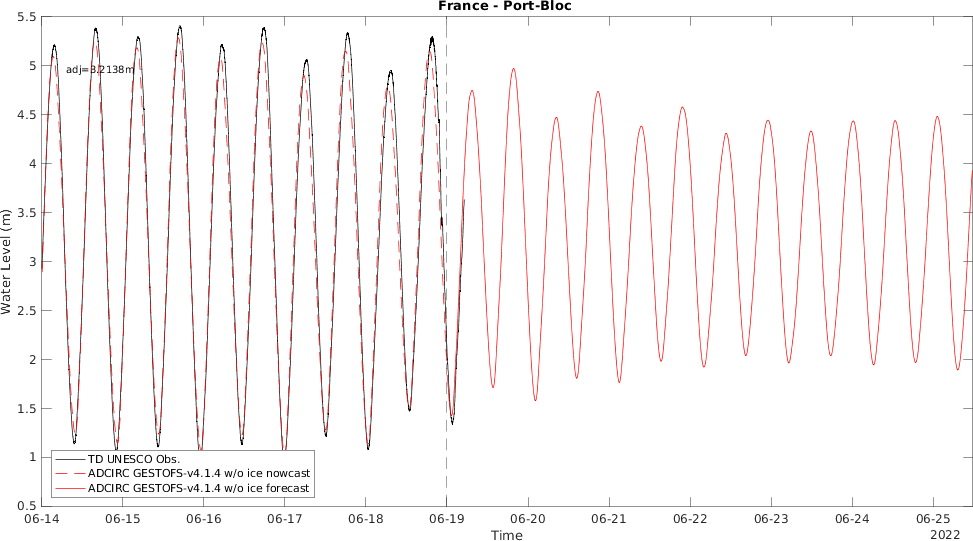 France - Port-Bloc
5.5
5
adj=3.2138m
4.5
4
3.5
3
2.5
2
1.5
1
0.5
Water Level (m)
TD UNESCO Obs.
ADCIRC GESTOFS-v4.1.4 w/o ice nowcast
ADCIRC GESTOFS-v4.1.4 w/o ice forecast
06-14 06-15 06-16 06-17 06-18 06-19 06-20 06-21 06-22 06-23 06-24 06-25
2022
Time